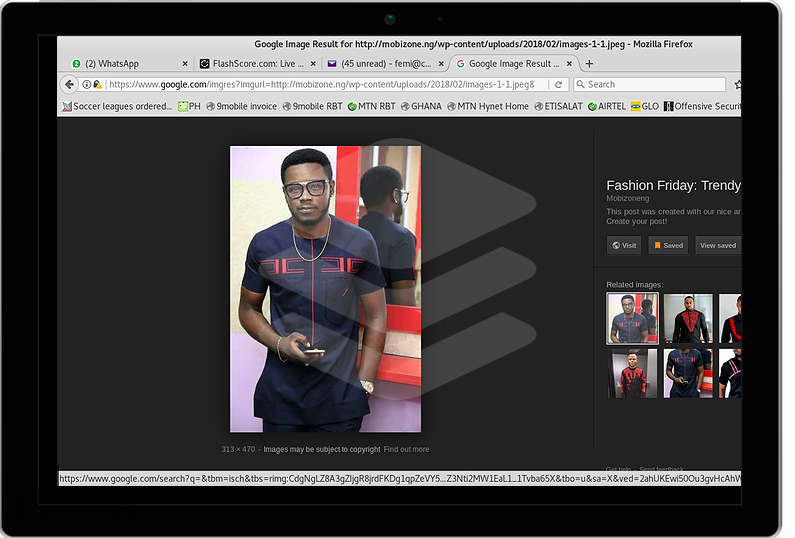 Google Image Result for http://mobizone.ng/wp-content/uploads/2018/02/images-1-1.jpeg - Mozilla Firefox
(2) WhatsApp
FlashScore.com: Live ...
(45 unread) - femi@c...
Google Image Result ...
https://www.google.com/imgres?imgurl=http://mobizone.ng/wp-content/uploads/2018/02/images-1-1.jpeg&
Search
Soccer leagues ordered... PH 9mobile invoice 9mobile RBT MTN RBT GHANA MTN Hynet Home ETISALAT AIRTEL GLO Offensive Securit
Fashion Friday: Trendy
Mobizoneng
This post was created with our nice ar
Create your post!
Visit Saved View saved
Related images:
313 × 470 - Images may be subject to copyright Find out more
Get help - Send feedback
https://www.google.com/search?q=&tbm=isch&tbs=rimg:CdgNgLZ8A3gZIjgR8jrdFKDg1qpZeVY5...Z3Nti2MW1EaL1_1Tvba65X&tbo=u&sa=X&ved=2ahUKEwi50Ou3gvHcAhW